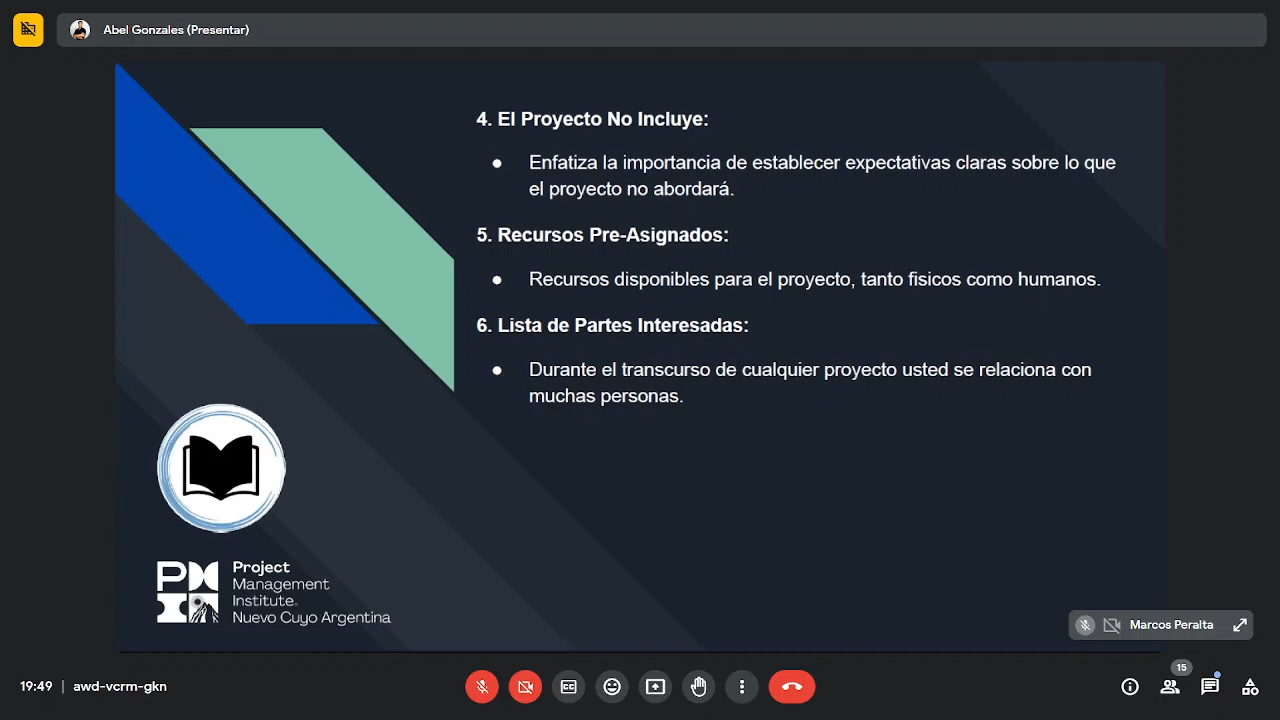 Abel Gonzales (Presentar)
4. El Proyecto No Incluye:
● Enfatiza la importancia de establecer expectativas claras sobre lo que
el proyecto no abordará.
5. Recursos Pre-Asignados:
● Recursos disponibles para el proyecto, tanto físicos como humanos.
6. Lista de Partes Interesadas:
● Durante el transcurso de cualquier proyecto usted se relaciona con
muchas personas.
Project
Management
Institute.
Nuevo Cuyo Argentina
Marcos Peralta
15
19:49 | awd-vcrm-gkn